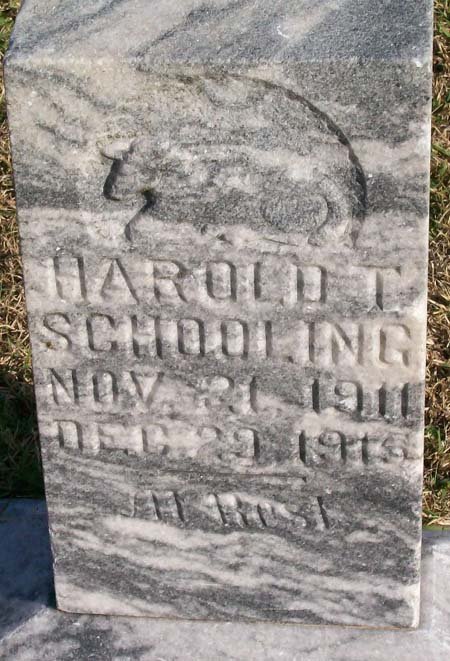 HAROLD T.
SCHOOLING
NOV. 21, 1911
DEC. 29, 1915
At Rest